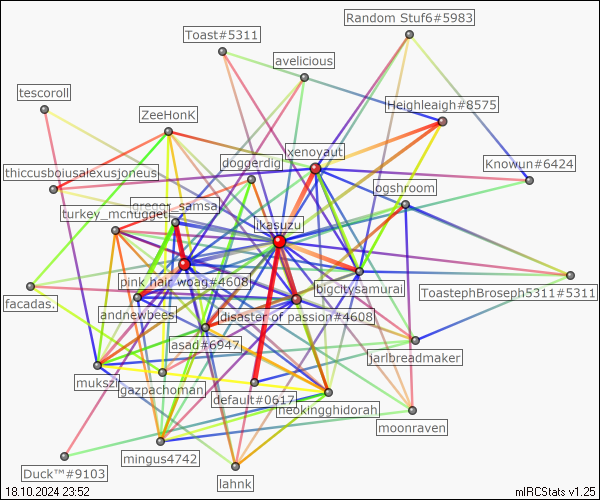 Random Stuf6#5983
Toast#5311
avelicious
tescoroll
Heighleagh#8575
ZeeHonK
xenoyaut
doggerdig
Knowun#6424
thiccusboiusalexusjoneus
ogshroom
gregor_samsa
turkey_mcnugget
ikasuzu
pink hair woag#4608
bigcitysamurai
ToastephBroseph5311#5311
facadas.
andnewbees
disaster of passion#4608
asad#6947
jarlbreadmaker
mukszi
gazpachoman
default#0617
neokingghidorah
moonraven
mingus4742
Duck™#9103
lahnk
18.10.2024 23:52
mIRCStats v1.25